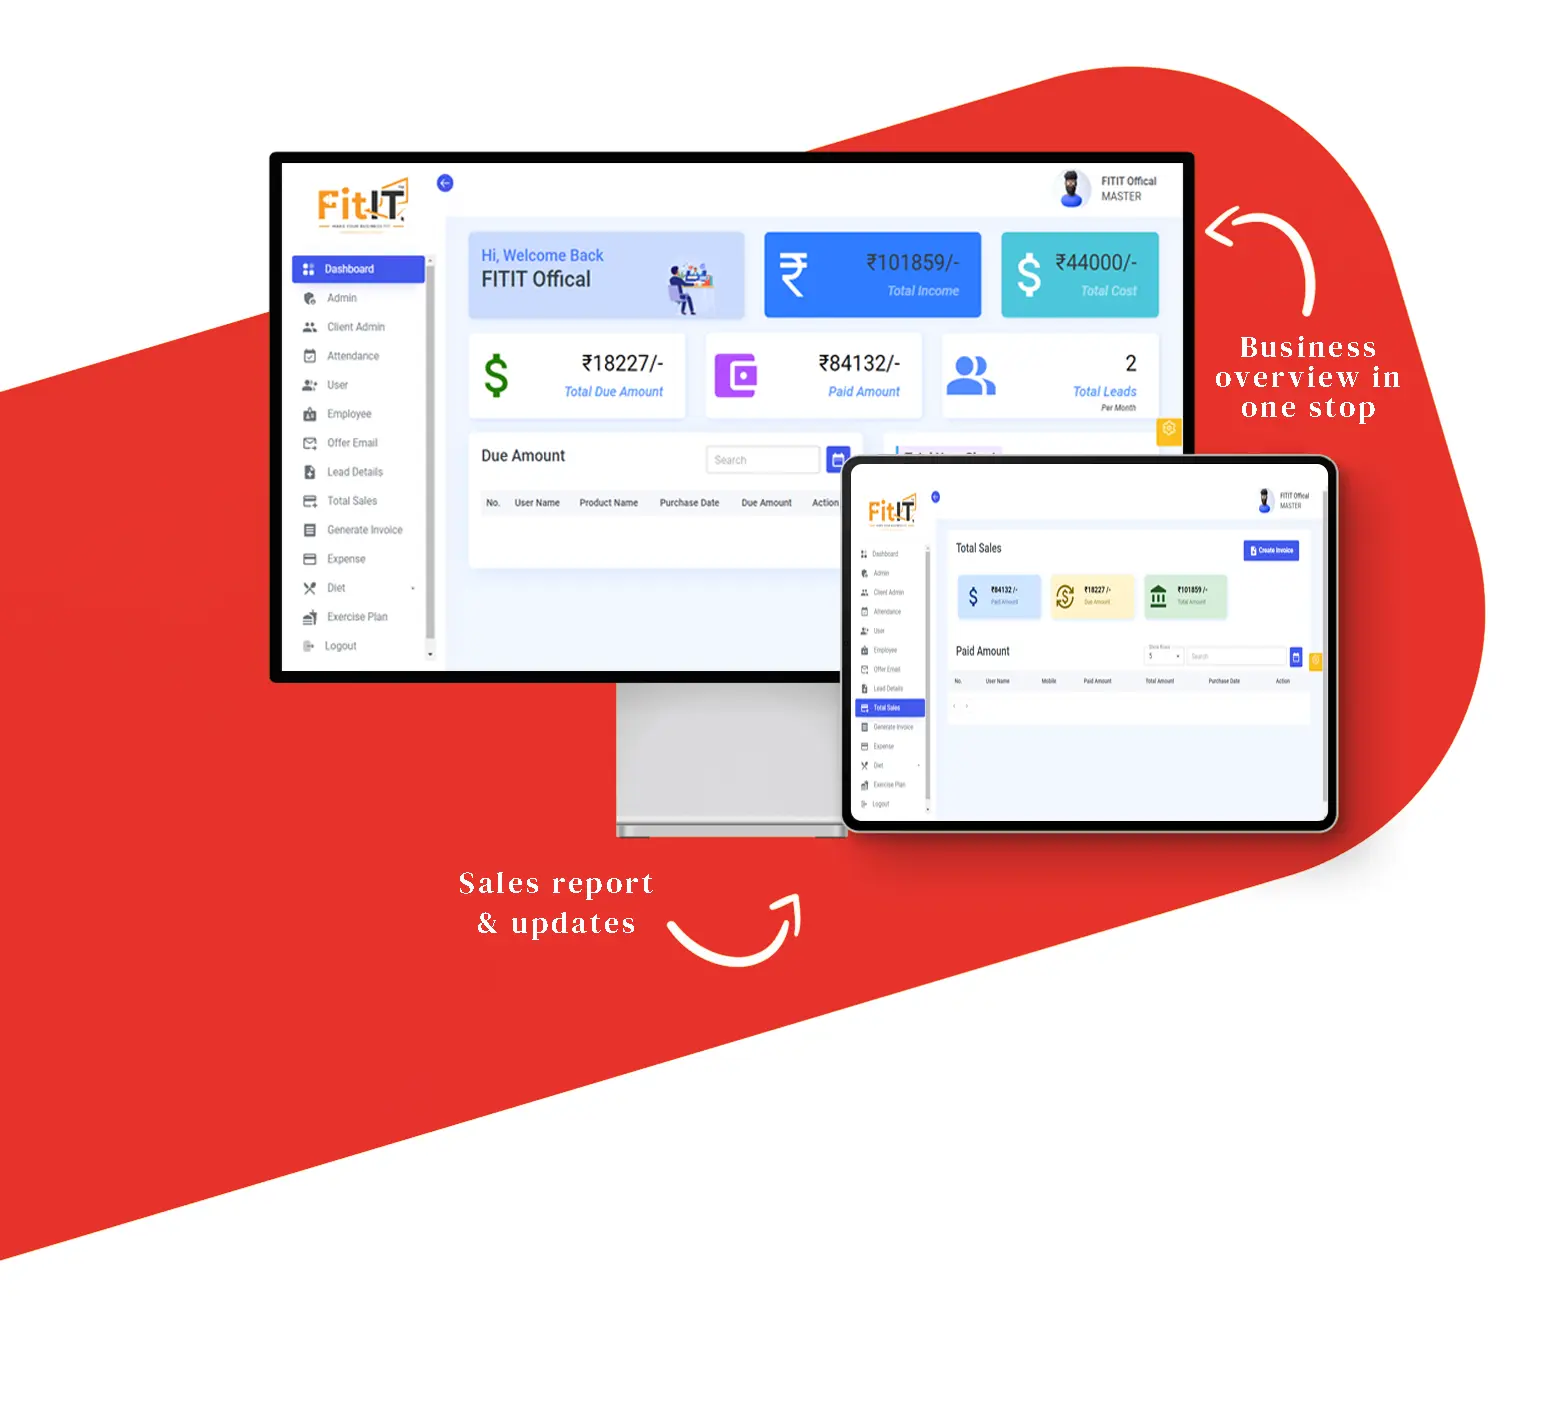 FitIT
MAKE YOUR BUSINESS FIT
FITIT Offical
MASTER
Dashboard
Admin
Client Admin
Attendance
User
Employee
Offer Email
Lead Details
Total Sales
Generate Invoice
Expense
Diet
Exercise Plan
Logout
Hi, Welcome Back
FITIT Offical
₹101859/-
Total Income
₹44000/-
Total Cost
₹18227/-
Total Due Amount
₹84132/-
Paid Amount
2
Total Leads
Per Month
Due Amount
Search
No. User Name Product Name Purchase Date Due Amount Action
Business
overview in
one stop
FitIT
FITIT Offical
MASTER
Dashboard
Admin
Client Admin
Attendance
User
Employee
Offer Email
Lead Details
Total Sales
Generate Invoice
Expense
Diet
Exercise Plan
Logout
Total Sales
Create Invoice
₹84132 /-
Paid Amount
₹18227 /-
Due Amount
₹101859 /-
Total Amount
Paid Amount
Show Rows
5
Search
No. User Name Mobile Paid Amount Total Amount Purchase Date Action
Sales report
& updates